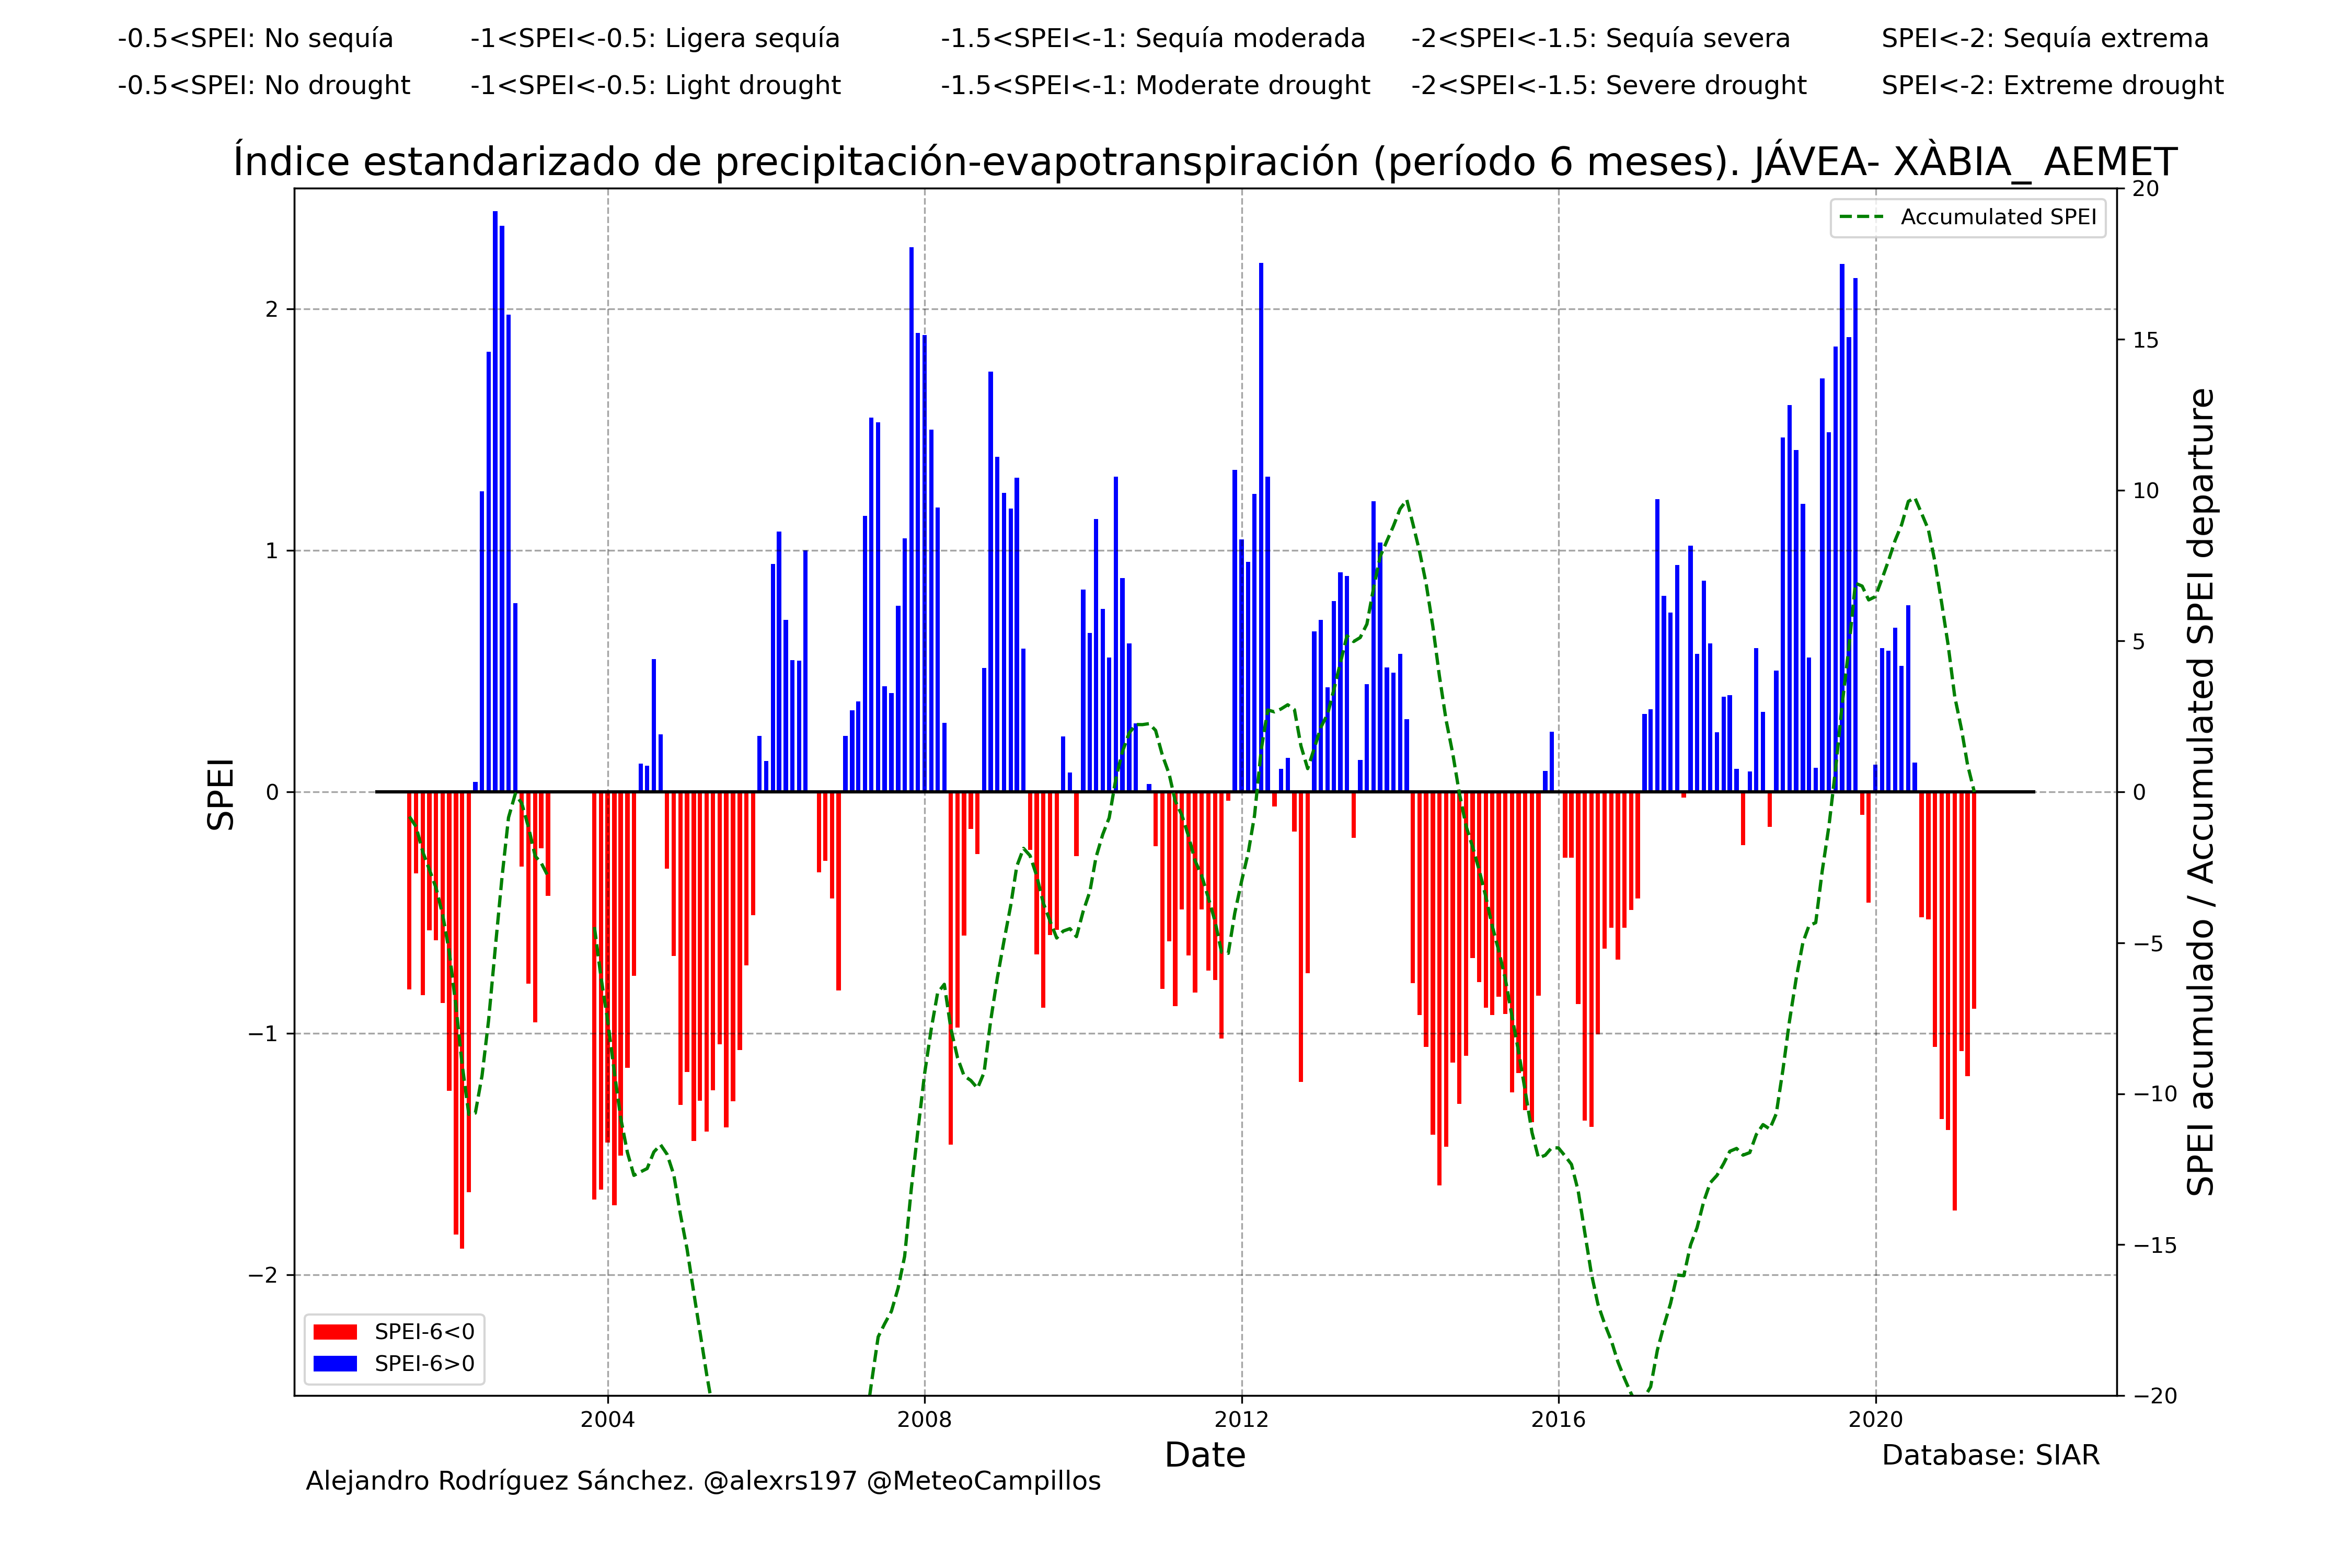 -0.5<SPEI: No sequía -1<SPEI<-0.5: Ligera sequía -1.5<SPEI<-1: Sequía moderada -2<SPEI<-1.5: Sequía severa SPEI<-2: Sequía extrema
-0.5<SPEI: No drought -1<SPEI<-0.5: Light drought -1.5<SPEI<-1: Moderate drought -2<SPEI<-1.5: Severe drought SPEI<-2: Extreme drought
Índice estandarizado de precipitación-evapotranspiración (período 6 meses). JÁVEA- XÀBIA_ AEMET
Accumulated SPEI
SPEI
2
1
0
−1
−2
20
15
10
5
0
−5
−10
−15
−20
SPEI acumulado / Accumulated SPEI departure
SPEI-6<0
SPEI-6>0
2004 2008 2012 2016 2020
Date
Database: SIAR
Alejandro Rodríguez Sánchez. @alexrs197 @MeteoCampillos